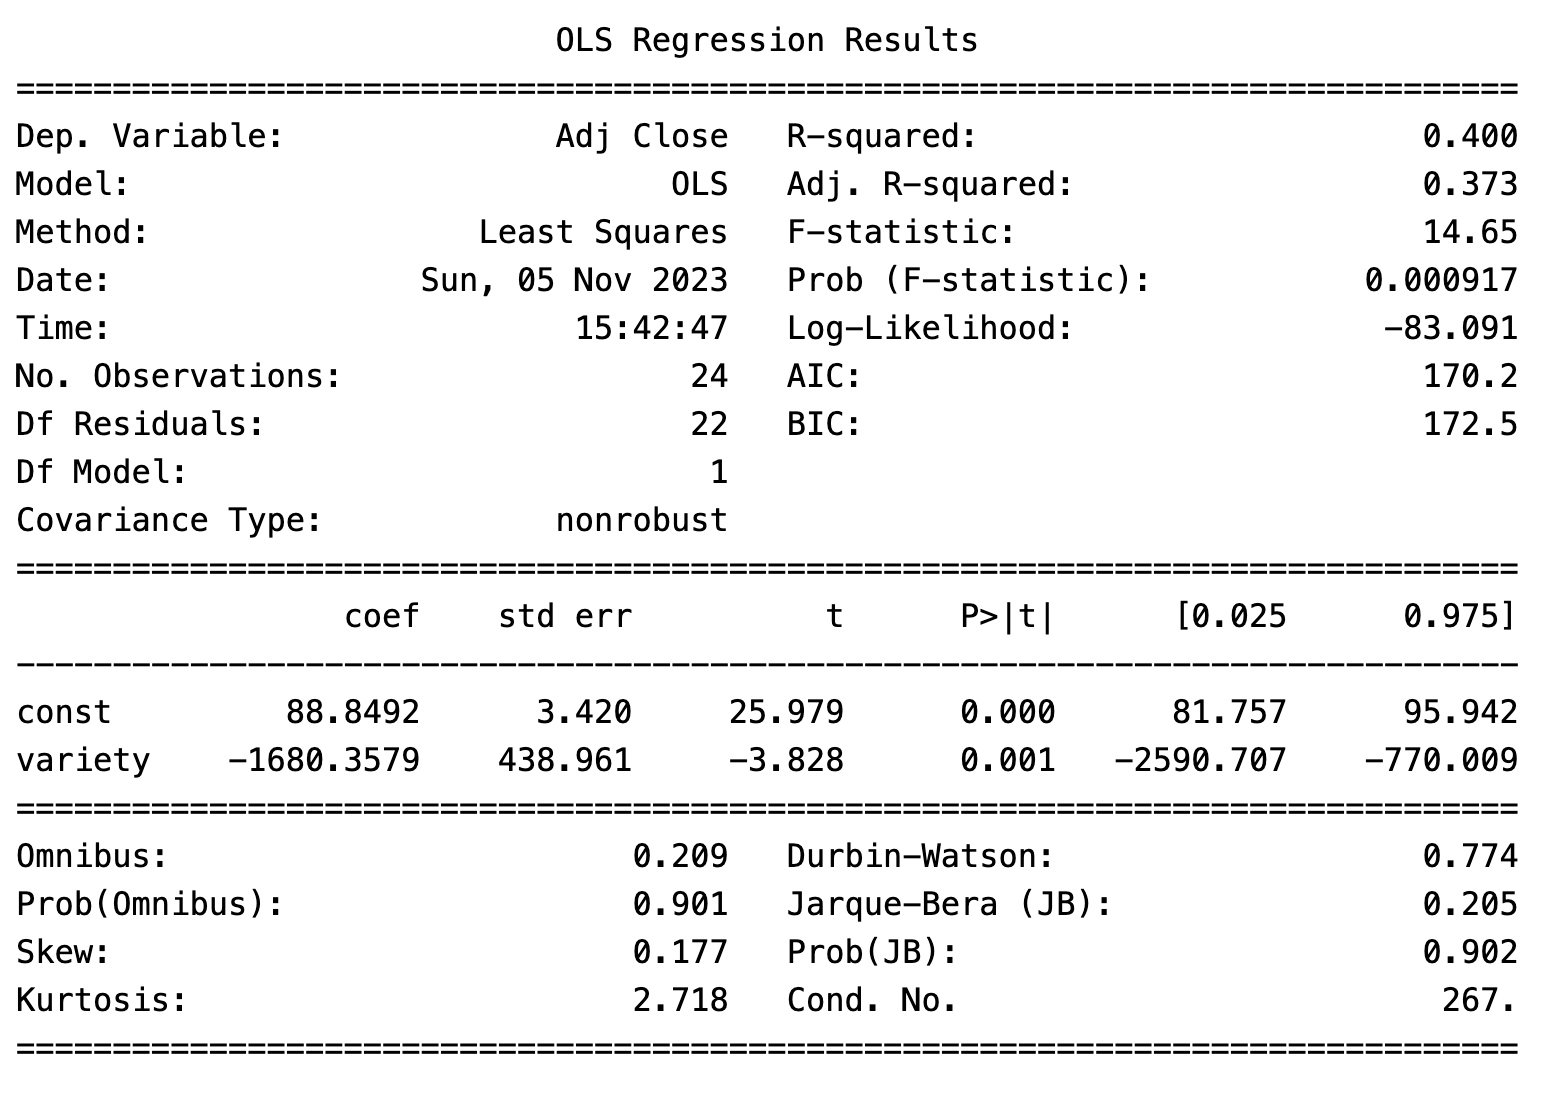 OLS Regression Results
==============================================================================
Dep. Variable: Adj Close R-squared: 0.400
Model: OLS Adj. R-squared: 0.373
Method: Least Squares F-statistic: 14.65
Date: Sun, 05 Nov 2023 Prob (F-statistic): 0.000917
Time: 15:42:47 Log-Likelihood: -83.091
No. Observations: 24 AIC: 170.2
Df Residuals: 22 BIC: 172.5
Df Model: 1
Covariance Type: nonrobust
==============================================================================
coef std err t P>|t| [0.025 0.975]
------------------------------------------------------------------------------
const 88.8492 3.420 25.979 0.000 81.757 95.942
variety -1680.3579 438.961 -3.828 0.001 -2590.707 -770.009
==============================================================================
Omnibus: 0.209 Durbin-Watson: 0.774
Prob(Omnibus): 0.901 Jarque-Bera (JB): 0.205
Skew: 0.177 Prob(JB): 0.902
Kurtosis: 2.718 Cond. No. 267.
==============================================================================